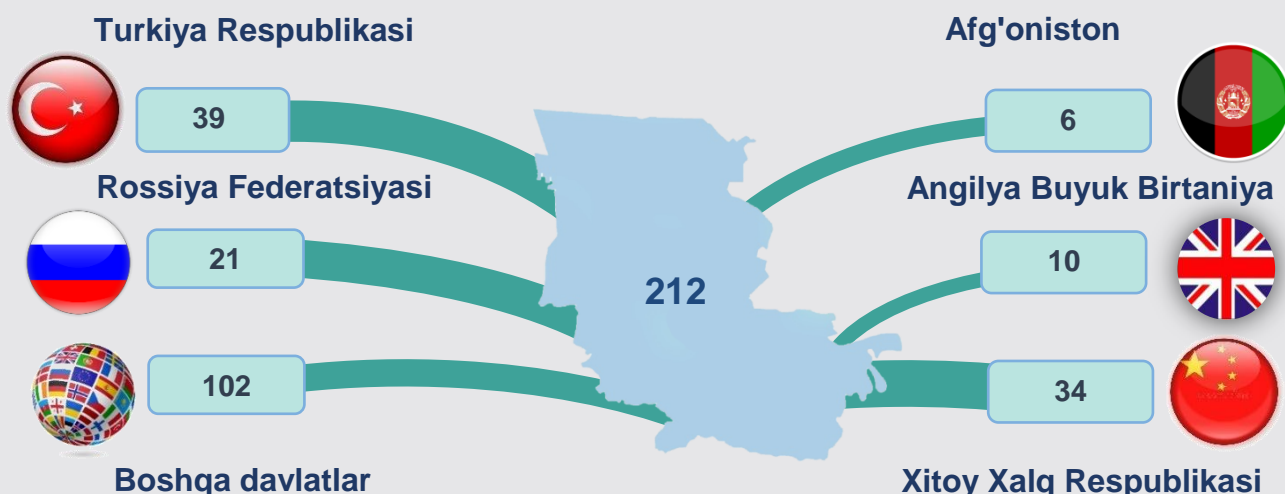 Turkiya Respublikasi
39
Rossiya Federatsiyasi
21
102
Boshqa davlatlar
212
Afg'oniston
6
Angilya Buyuk Birtaniya
10
34
Xitoy Xalq Respublikasi